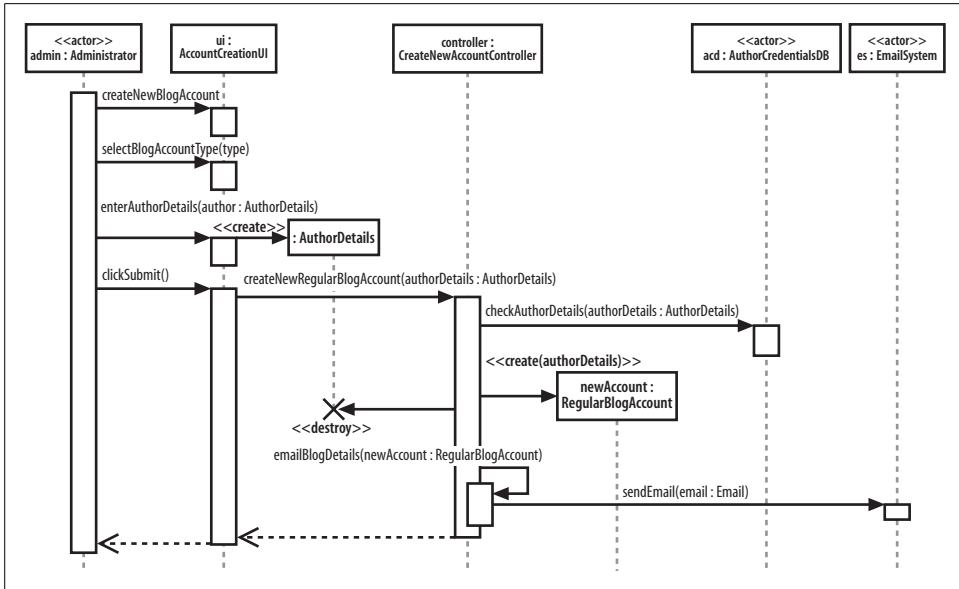 <<actor>>
admin : Administrator
ui :
AccountCreationUI
controller :
CreateNewAccountController
<<actor>>
acd : AuthorCredentialsDB
<<actor>>
es : EmailSystem
createNewBlogAccount
selectBlogAccountType(type)
enterAuthorDetails(author : AuthorDetails)
<<create>>
: AuthorDetails
clickSubmit()
createNewRegularBlogAccount(authorDetails : AuthorDetails)
checkAuthorDetails(authorDetails : AuthorDetails)
<<create(authorDetails)>>
newAccount :
RegularBlogAccount
<<destroy>>
emailBlogDetails(newAccount : RegularBlogAccount)
sendEmail(email : Email)